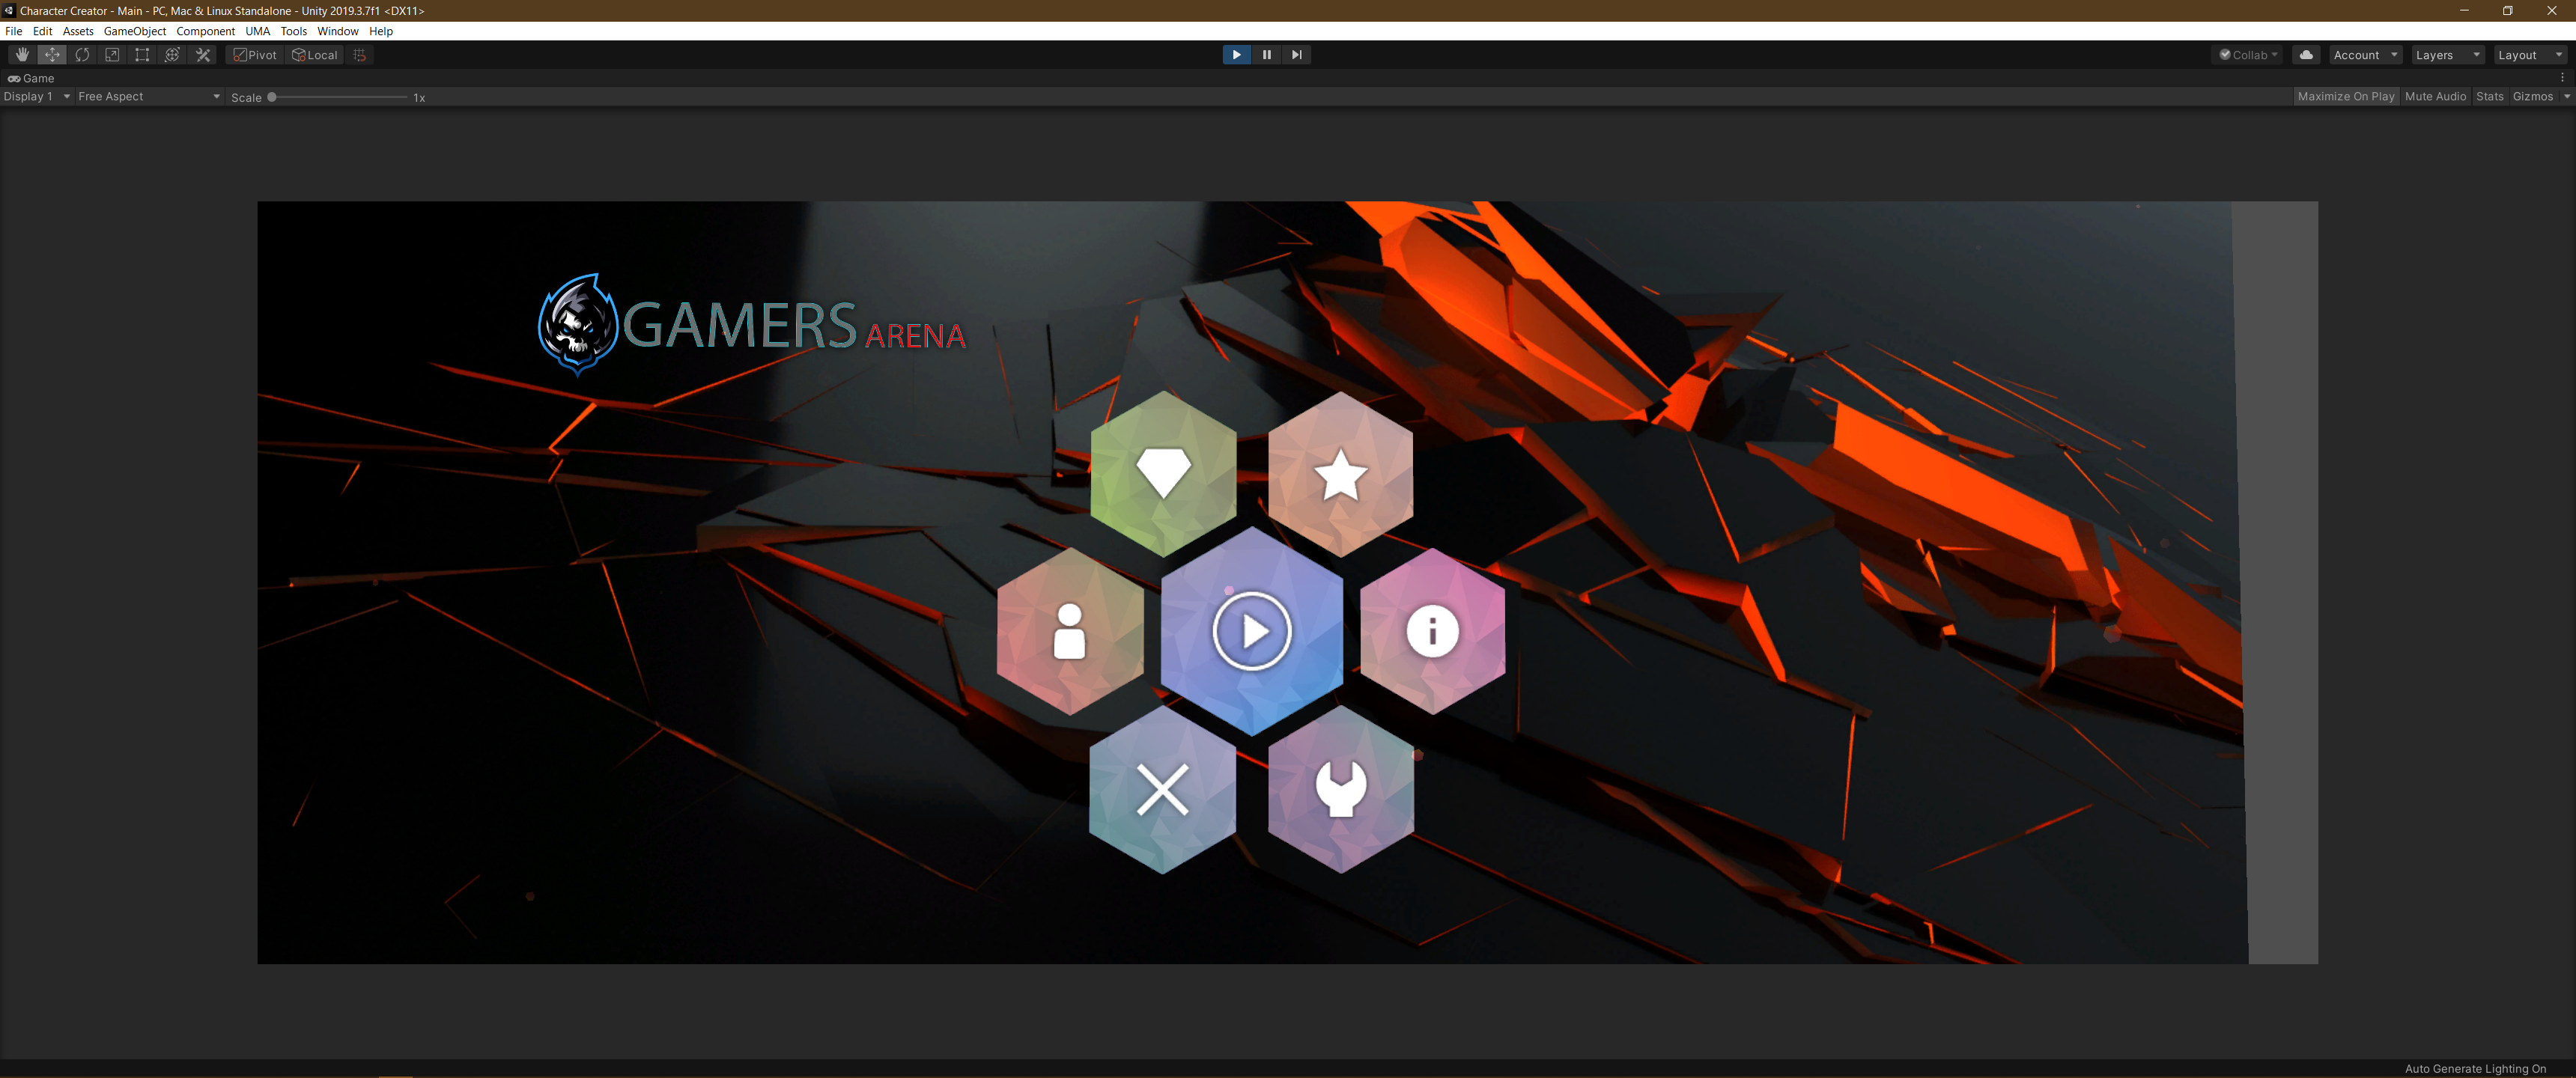 Character Creator - Main - PC, Mac & Linux Standalone - Unity 2019.3.7f1 <DX11>
File Edit Assets GameObject Component UMA Tools Window Help
Pivot Local Collab Account Layers Layout
Game
Display 1 Free Aspect Scale 1x Maximize On Play Mute Audio Stats Gizmos
GAMERS ARENA
Auto Generate Lighting On